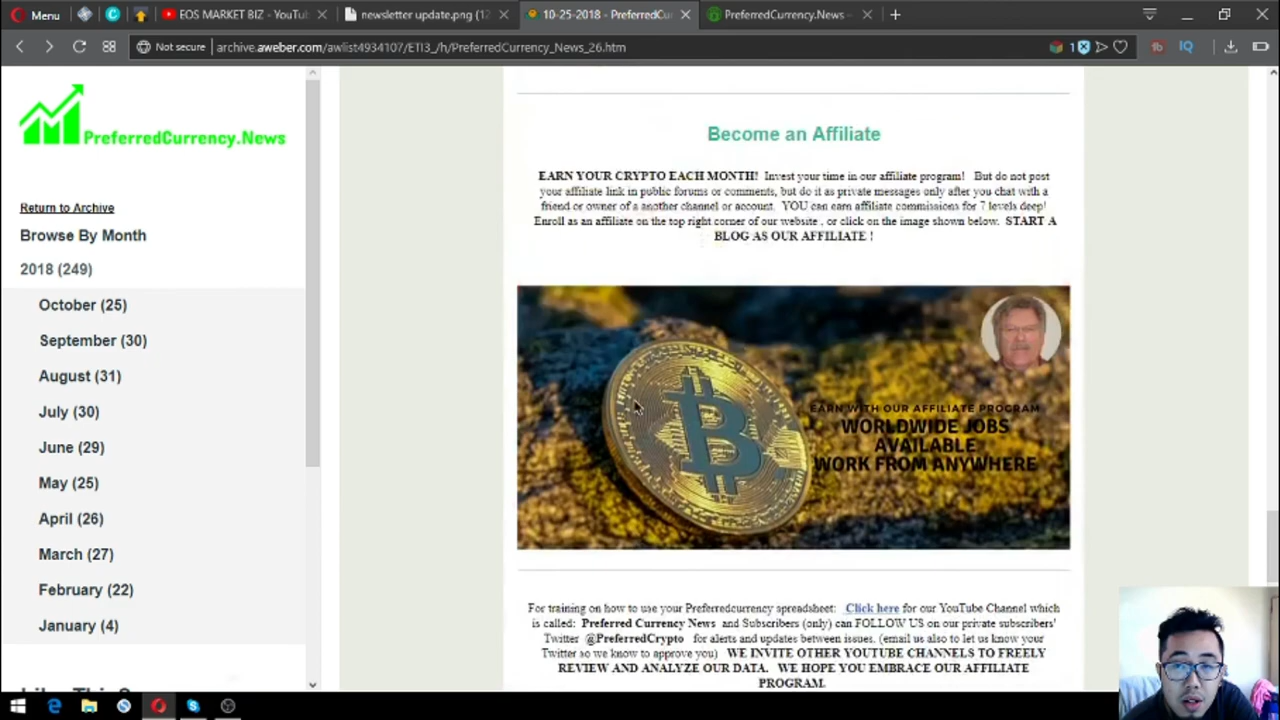 Menu
EOS MARKET BIZ - YouTu
newsletter update.png (12
10-25-2018 - PreferredCu
PreferredCurrency.News -
Not secure
archive.aweber.com/awlist4934107/ETI3_/h/PreferredCurrency_News_26.htm
1
IQ
PreferredCurrency.News
Return to Archive
Browse By Month
2018 (249)
October (25)
September (30)
August (31)
July (30)
June (29)
May (25)
April (26)
March (27)
February (22)
January (4)
Become an Affiliate
EARN YOUR CRYPTO EACH MONTH! Invest your time in our affiliate program! But do not post
your affiliate link in public forums or comments, but do it as private messages only after you chat with a
friend or owner of a another channel or account. YOU can earn affiliate commissions for 7 levels deep!
Enroll as an affiliate on the top right corner of our website , or click on the image shown below. START A
BLOG AS OUR AFFILIATE !
EARN WITH OUR AFFILIATE PROGRAM
WORLDWIDE JOBS
AVAILABLE
WORK FROM ANYWHERE
For training on how to use your Preferredcurrency spreadsheet: Click here for our YouTube Channel which
is called: Preferred Currency News and Subscribers (only) can FOLLOW US on our private subscribers'
Twitter @PreferredCrypto for alerts and updates between issues. (email us also to let us know your
Twitter so we know to approve you) WE INVITE OTHER YOUTUBE CHANNELS TO FREELY
REVIEW AND ANALYZE OUR DATA. WE HOPE YOU EMBRACE OUR AFFILIATE
PROGRAM.